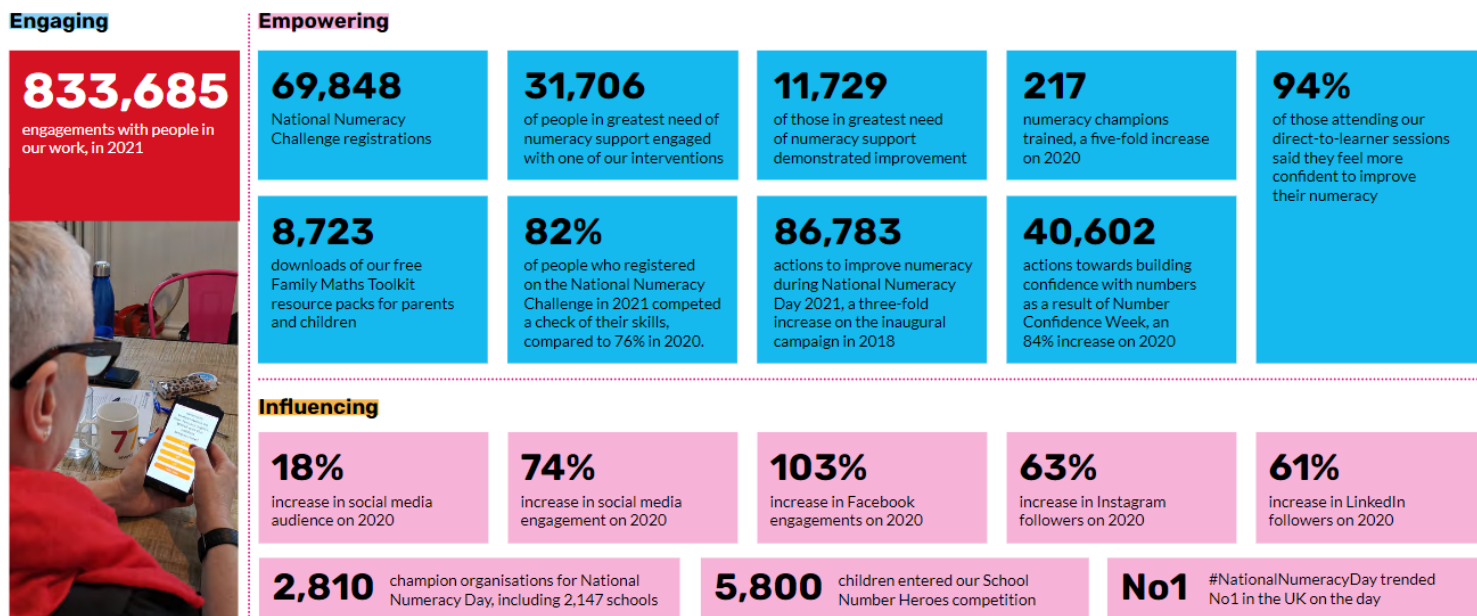 Engaging
833,685
engagements with people in
our work, in 2021
Empowering
69,848
National Numeracy
Challenge registrations
31,706
of people in greatest need of
numeracy support engaged
with one of our interventions
11,729
of those in greatest need
of numeracy support
demonstrated improvement
217
numeracy champions
trained, a five-fold increase
on 2020
94%
of those attending our
direct-to-learner sessions
said they feel more
confident to improve
their numeracy
8,723
downloads of our free
Family Maths Toolkit
resource packs for parents
and children
82%
of people who registered
on the National Numeracy
Challenge in 2021 competed
a check of their skills,
compared to 76% in 2020.
86,783
actions to improve numeracy
during National Numeracy
Day 2021, a three-fold
increase on the inaugural
campaign in 2018
40,602
actions towards building
confidence with numbers
as a result of Number
Confidence Week, an
84% increase on 2020
77
Influencing
18%
increase in social media
audience on 2020
74%
increase in social media
engagement on 2020
103%
increase in Facebook
engagements on 2020
63%
increase in Instagram
followers on 2020
61%
increase in LinkedIn
followers on 2020
2,810
champion organisations for National
Numeracy Day, including 2,147 schools
5,800
children entered our School
Number Heroes competition
No1
#NationalNumeracyDay trended
No1 in the UK on the day